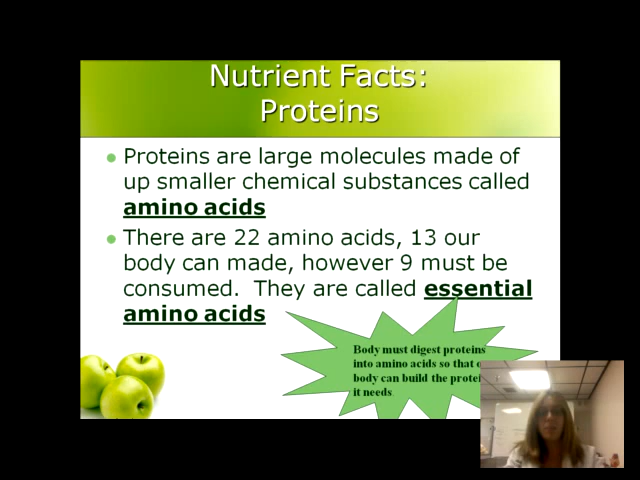 Nutrient Facts:
Proteins
Proteins are large molecules made of
up smaller chemical substances called
amino acids
There are 22 amino acids, 13 our
body can made, however 9 must be
consumed. They are called essential
amino acids
Body must digest proteins
into amino acids so that
body can build the
it needs.